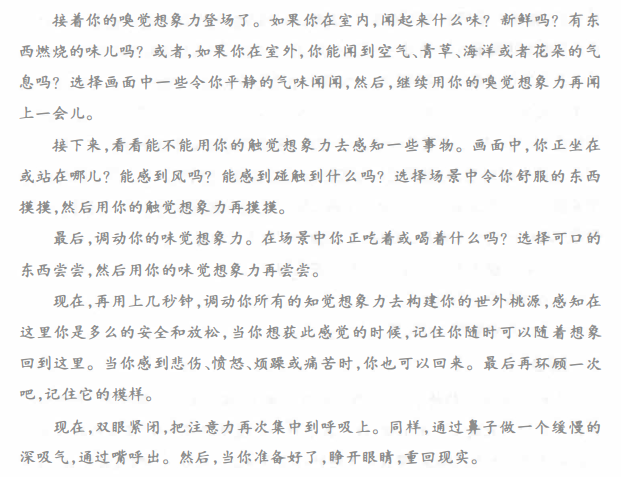 接着你的嗅觉想象力登场了。如果你在室内,闻起来什么味?新鲜吗?有东
西燃烧的味儿吗?或者,如果你在室外,你能闻到空气、青草、海洋或者花朵的气
息吗?选择画面中一些令你平静的气味闻闻,然后,继续用你的嗅觉想象力再闻
上一会儿。
接下来,看看能不能用你的触觉想象力去感知一些事物。画面中,你正坐在
或站在哪儿?能感到风吗?能感到碰触到什么吗?选择场景中令你舒服的东西
摸摸,然后用你的触觉想象力再摸摸。
最后,调动你的味觉想象力。在场景中你正吃着或喝着什么吗?选择可口的
东西尝尝,然后用你的味觉想象力再尝尝。
现在,再用上几秒钟,调动你所有的知觉想象力去构建你的世外桃源,感知在
这里你是多么的安全和放松,当你想获此感觉的时候,记住你随时可以随着想象
回到这里。当你感到悲伤、愤怒、烦躁或痛苦时,你也可以回来。最后再环顾一次
吧,记住它的模样。
现在,双眼紧闭,把注意力再次集中到呼吸上。同样,通过鼻子做一个缓慢的
深吸气,通过嘴呼出。然后,当你准备好了,睁开眼睛,重回现实。